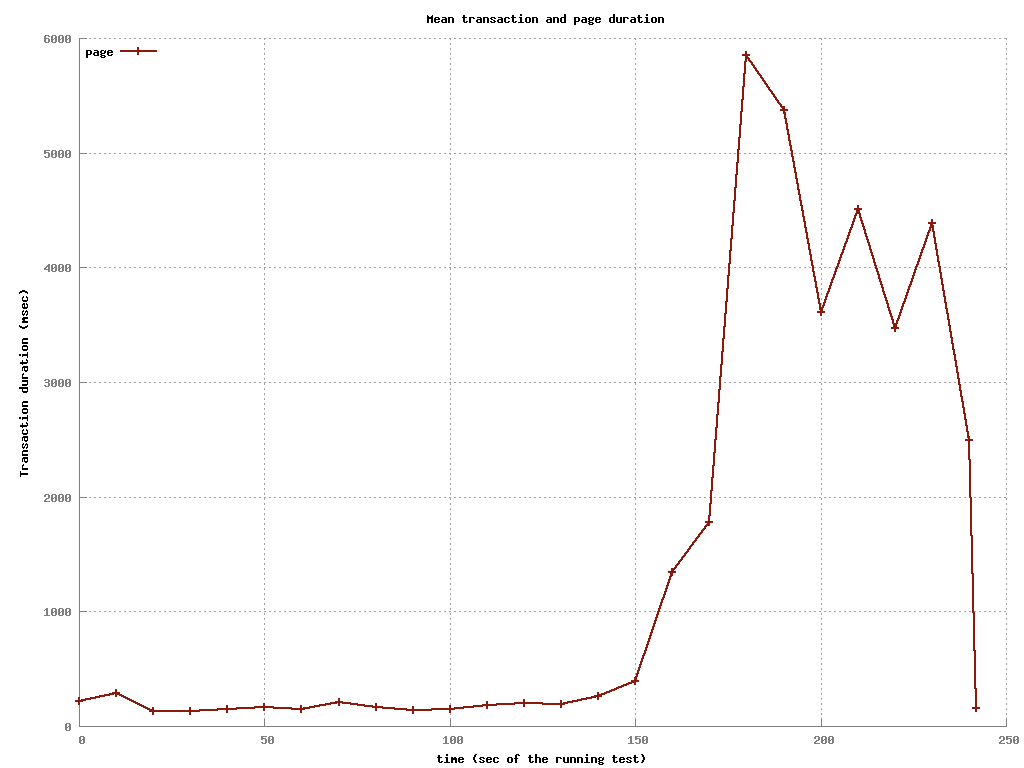 Mean transaction and page duration
6000
page
5000
4000
3000
2000
1000
0
Transaction duration (msec)
0 50 100 150 200 250
time (sec of the running test)